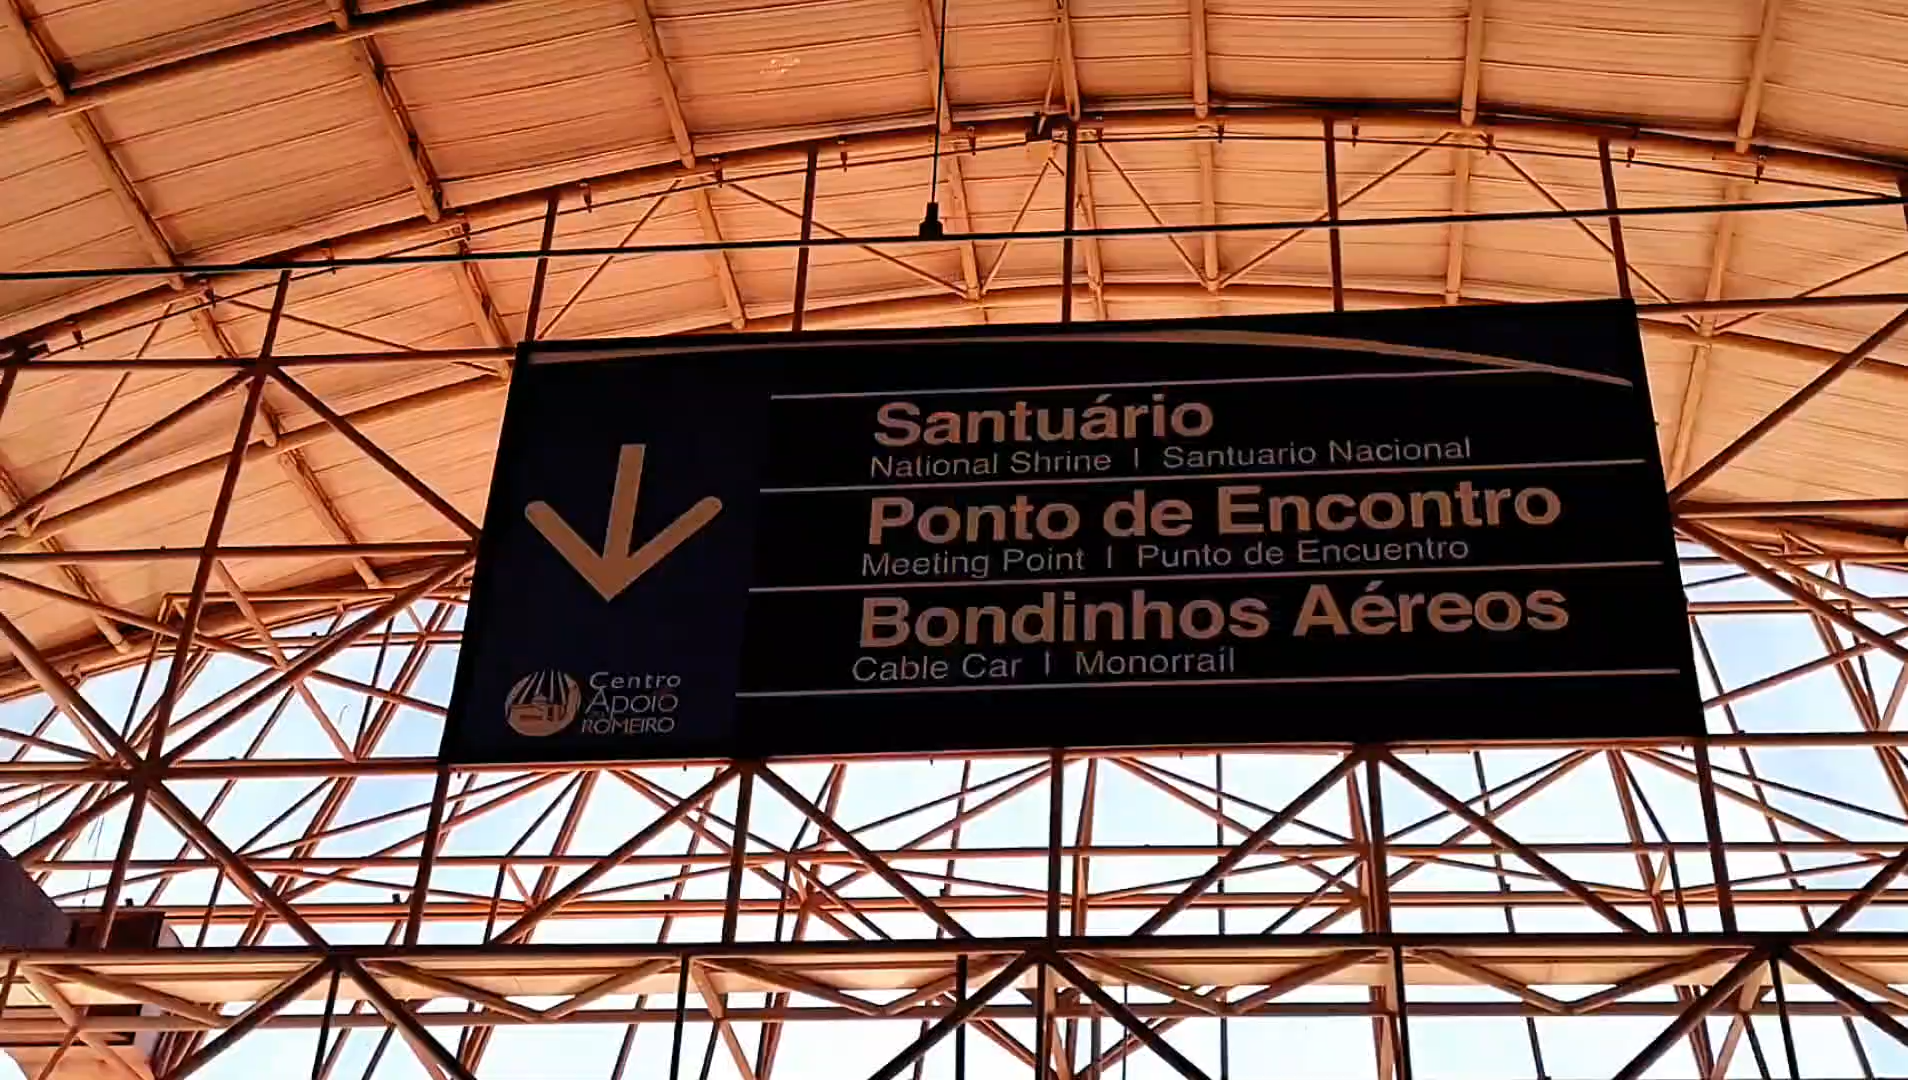 Santuário
National Shrine | Santuario Nacional
Ponto de Encontro
Meeting Point | Punto de Encuentro
Bondinhos Aéreos
Cable Car | Monorraíl
Centro
Apoio
ROMEIRO